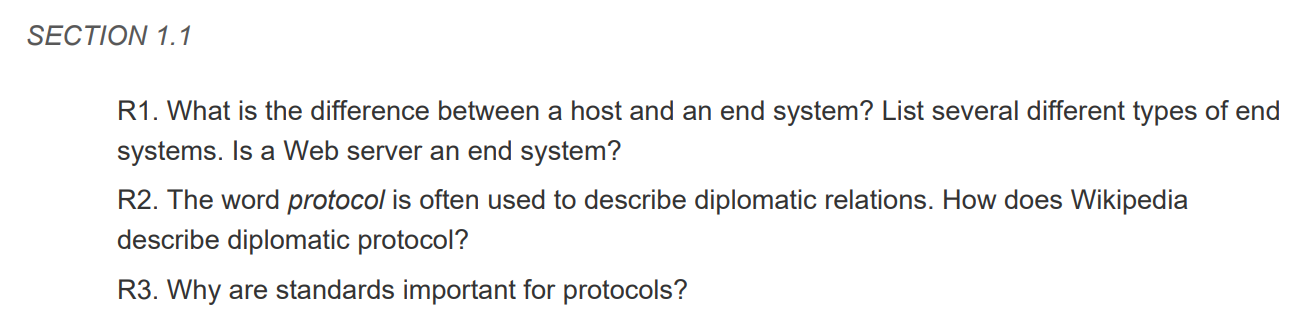 SECTION 1.1
R1. What is the difference between a host and an end system? List several different types of end
systems. Is a Web server an end system?
R2. The word protocol is often used to describe diplomatic relations. How does Wikipedia
describe diplomatic protocol?
R3. Why are standards important for protocols?